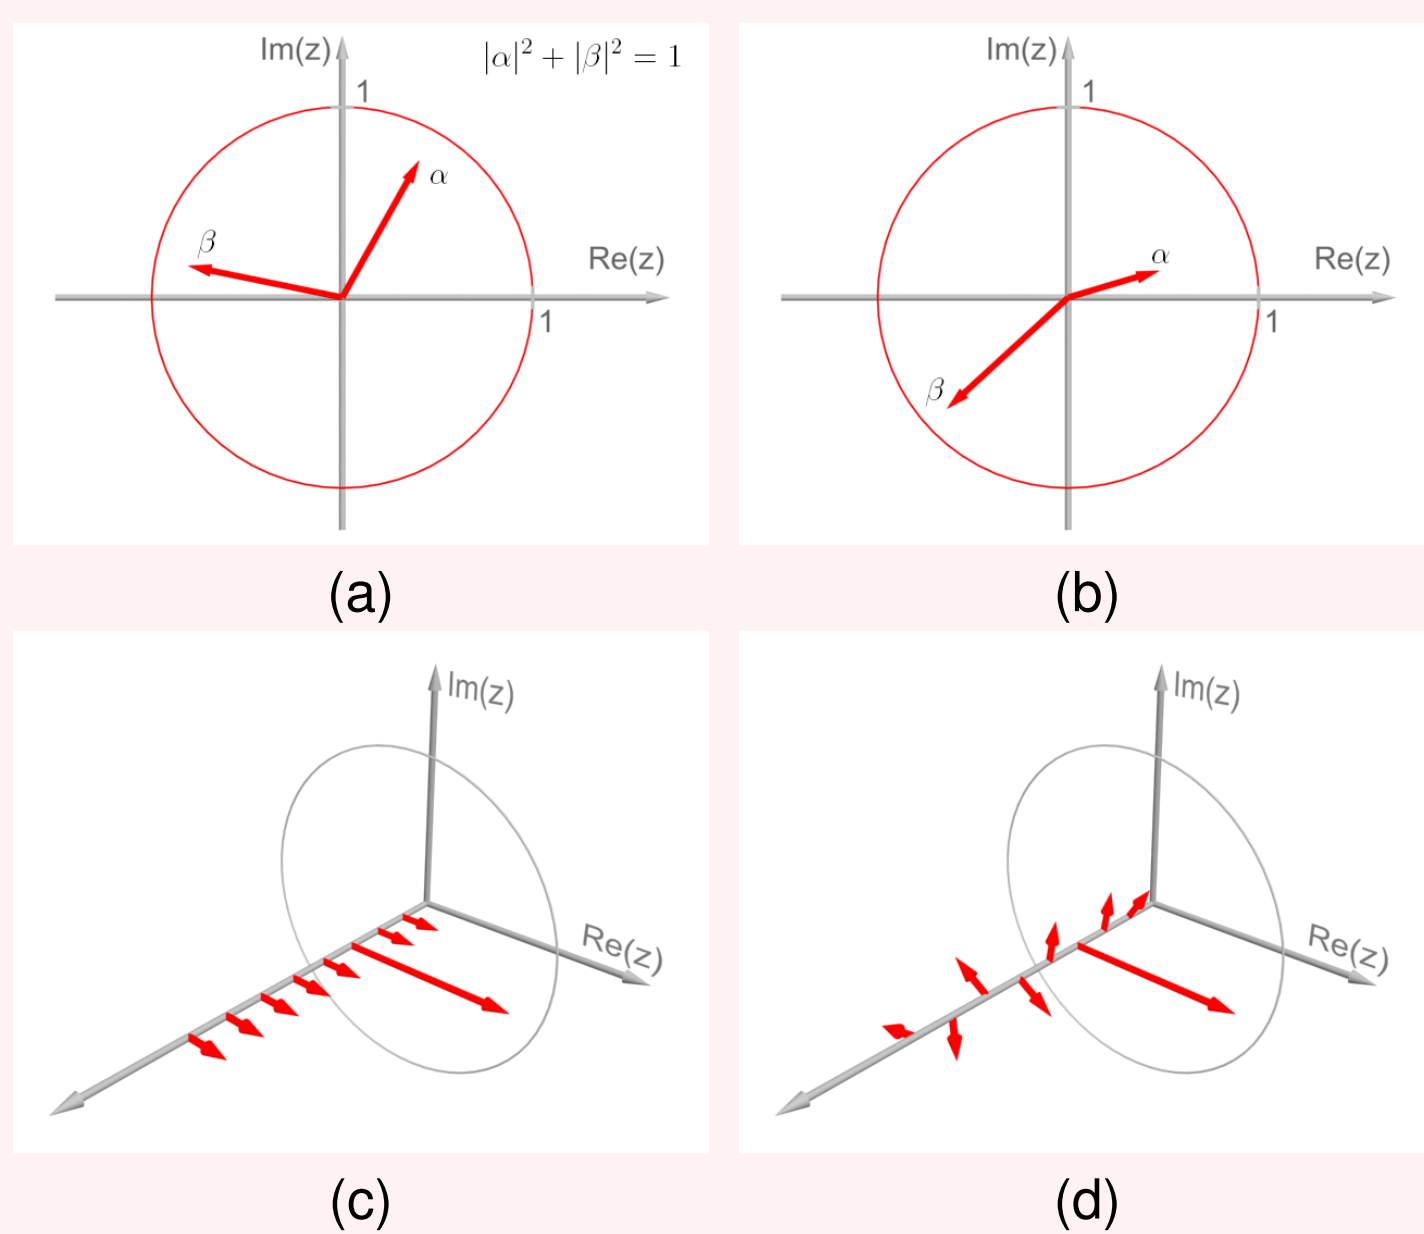 Im(z)
|α|² + |β|² = 1
1
α
β
Re(z)
1
(a)
Im(z)
1
α
Re(z)
1
β
(b)
Im(z)
Re(z)
(c)
Im(z)
Re(z)
(d)